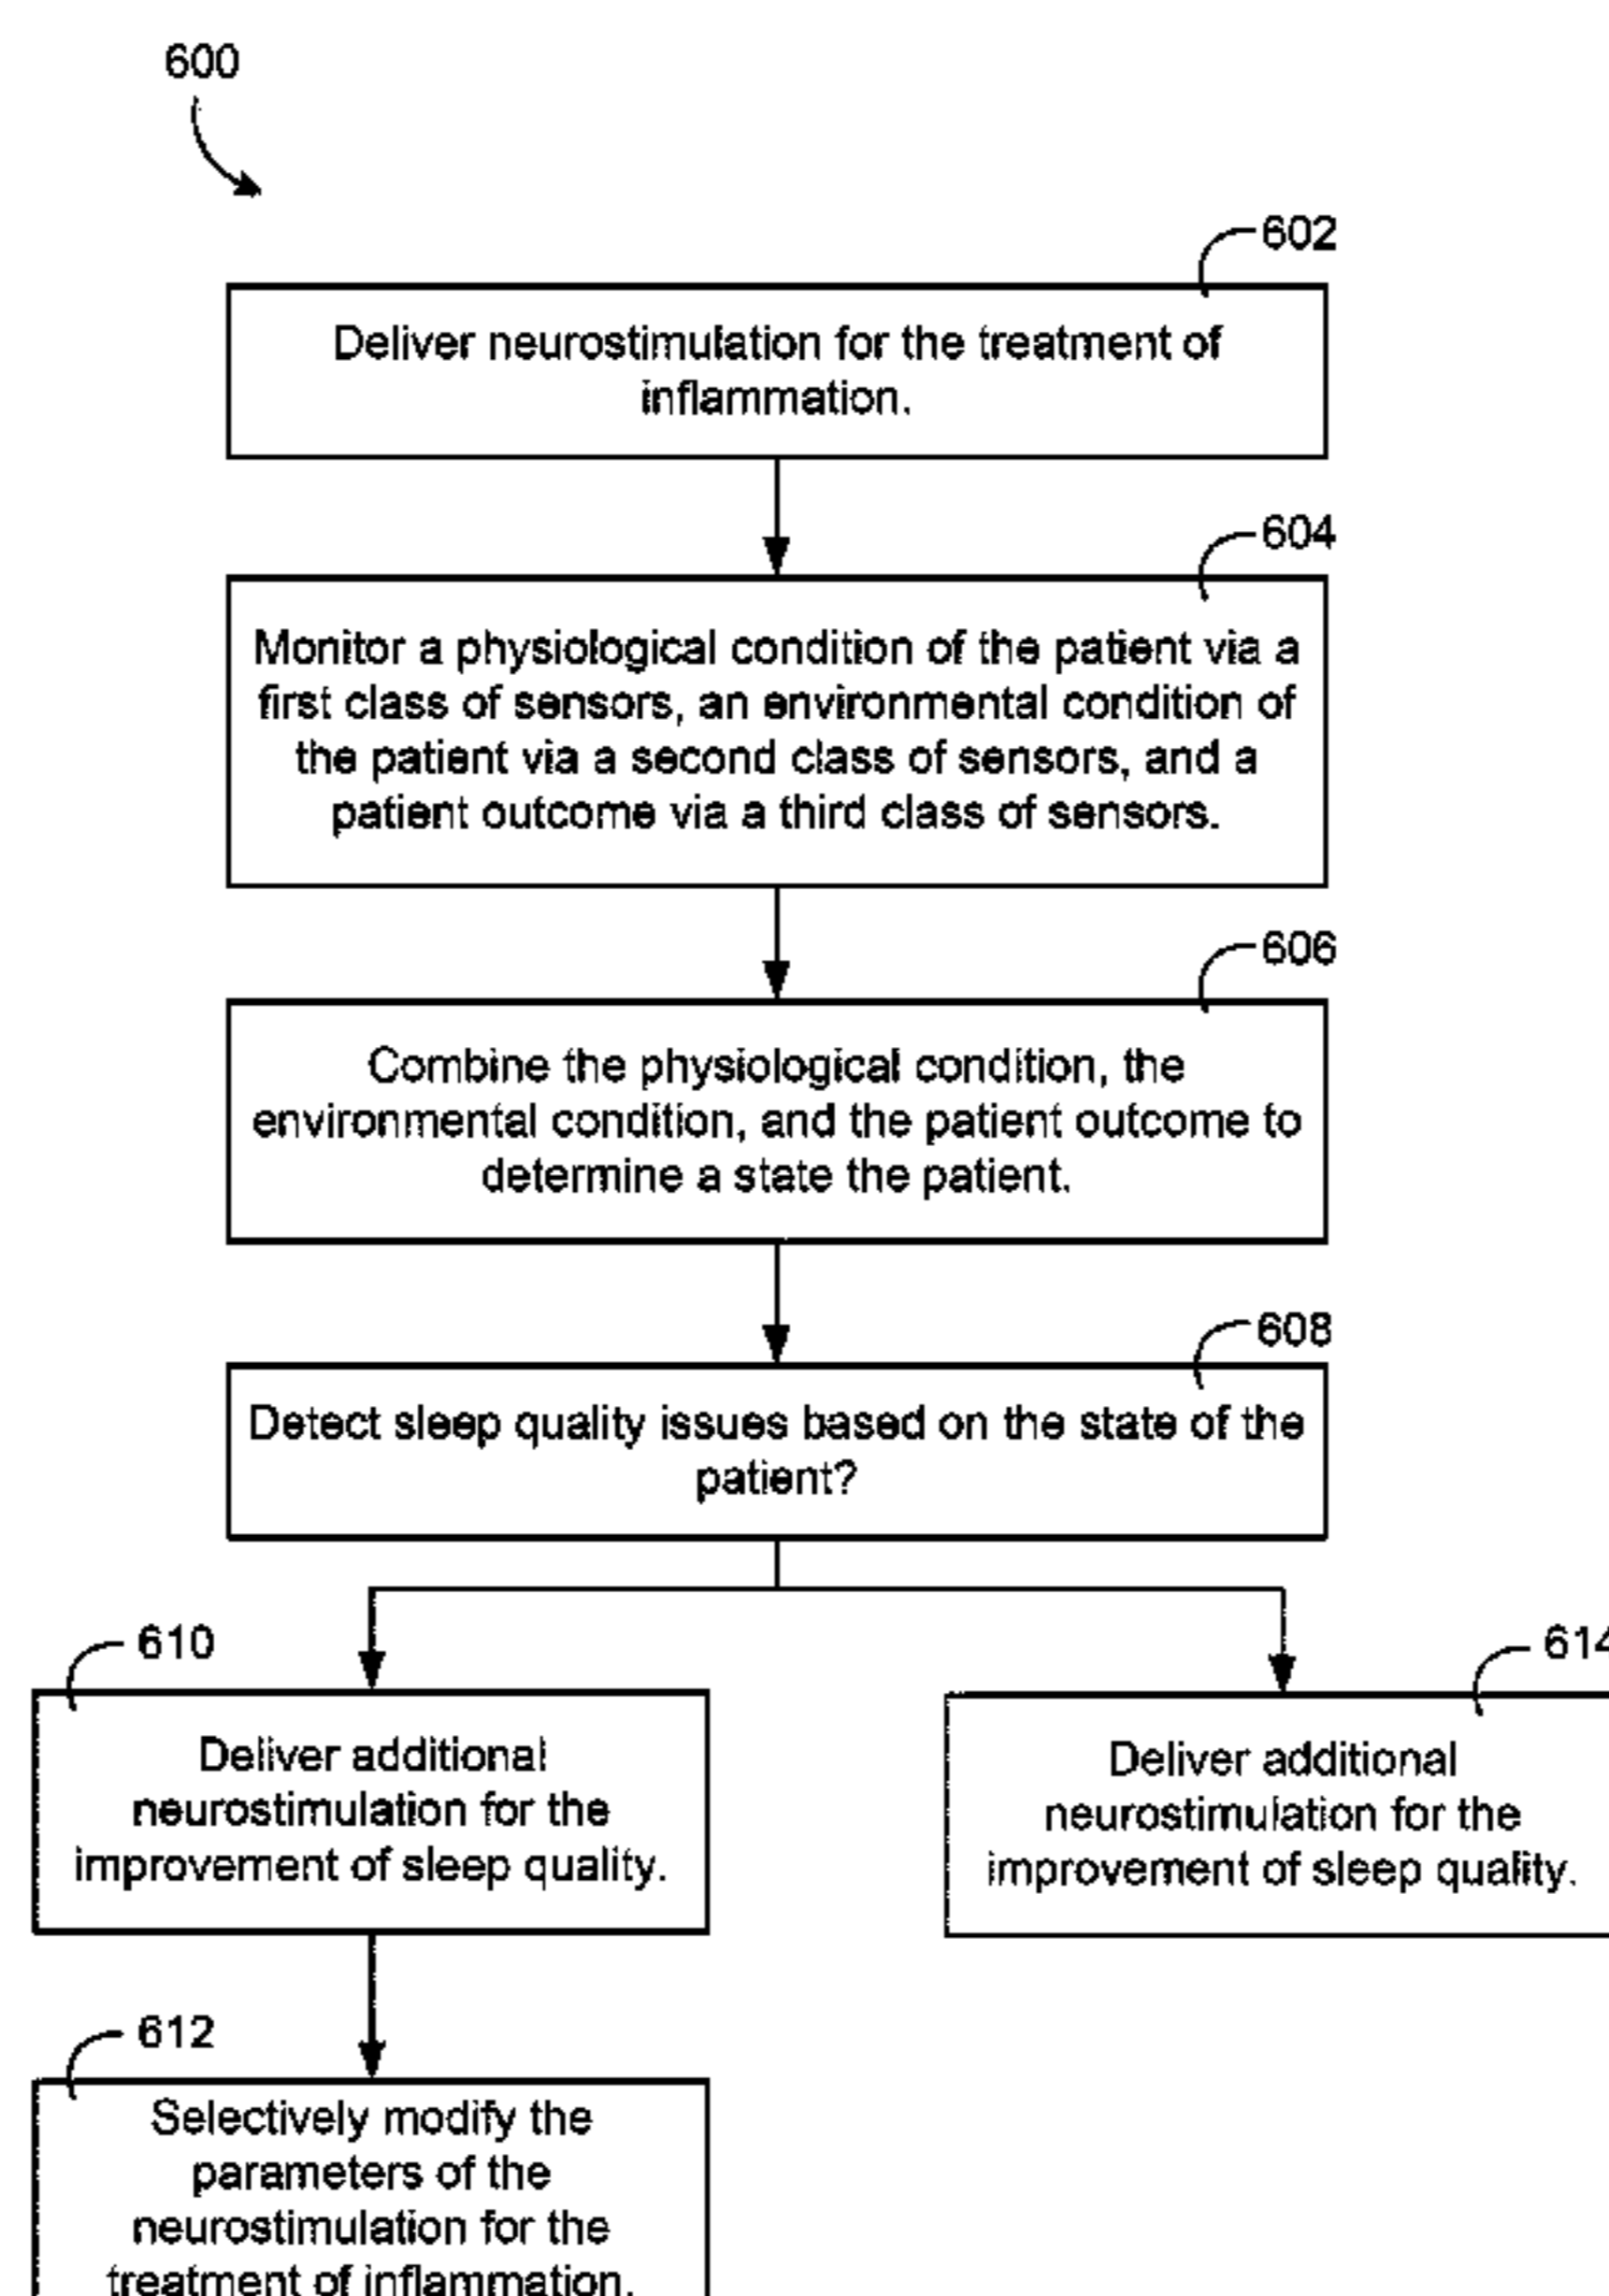 600
602
Deliver neurostimulation for the treatment of
inflammation.
604
Monitor a physiological condition of the patient via a
first class of sensors, an environmental condition of
the patient via a second class of sensors, and a
patient outcome via a third class of sensors.
606
Combine the physiological condition, the
environmental condition, and the patient outcome to
determine a state the patient.
608
Detect sleep quality issues based on the state of the
patient?
610
Deliver additional
neurostimulation for the
improvement of sleep quality.
614
Deliver additional
neurostimulation for the
improvement of sleep quality.
612
Selectively modify the
parameters of the
neurostimulation for the
treatment of inflammation.